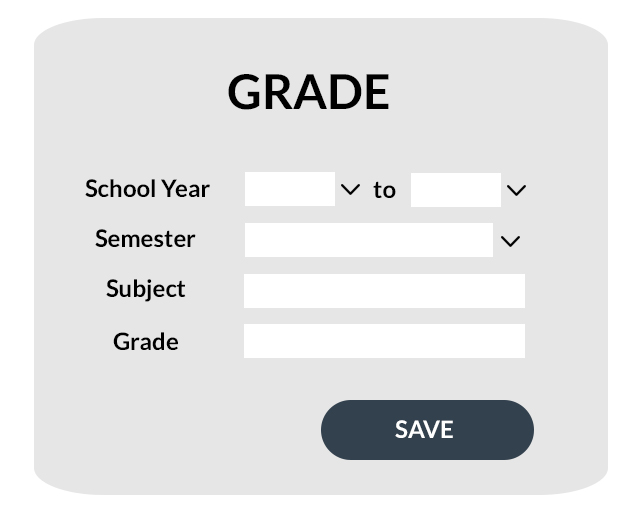 GRADE
School Year to
Semester
Subject
Grade
SAVE